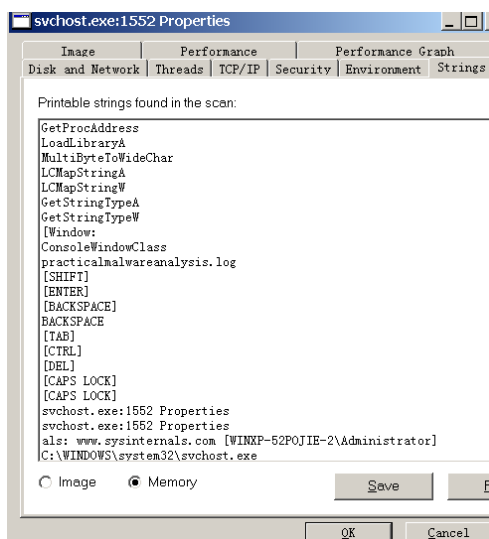 svchost.exe:1552 Properties
Image Performance Performance Graph
Disk and Network Threads TCP/IP Security Environment Strings
Printable strings found in the scan:
GetProcAddress
LoadLibraryA
MultiByteToWideChar
LCMapStringA
LCMapStringW
GetStringTypeA
GetStringTypeW
[Window:
ConsoleWindowClass
practicalmalwareanalysis.log
[SHIFT]
[ENTER]
[BACKSPACE]
BACKSPACE
[TAB]
[CTRL]
[DEL]
[CAPS LOCK]
[CAPS LOCK]
svchost.exe:1552 Properties
svchost.exe:1552 Properties
als: www.sysinternals.com [WINXP-52POJIE-2\Administrator]
C:\WINDOWS\system32\svchost.exe
Image Memory Save
OK Cancel